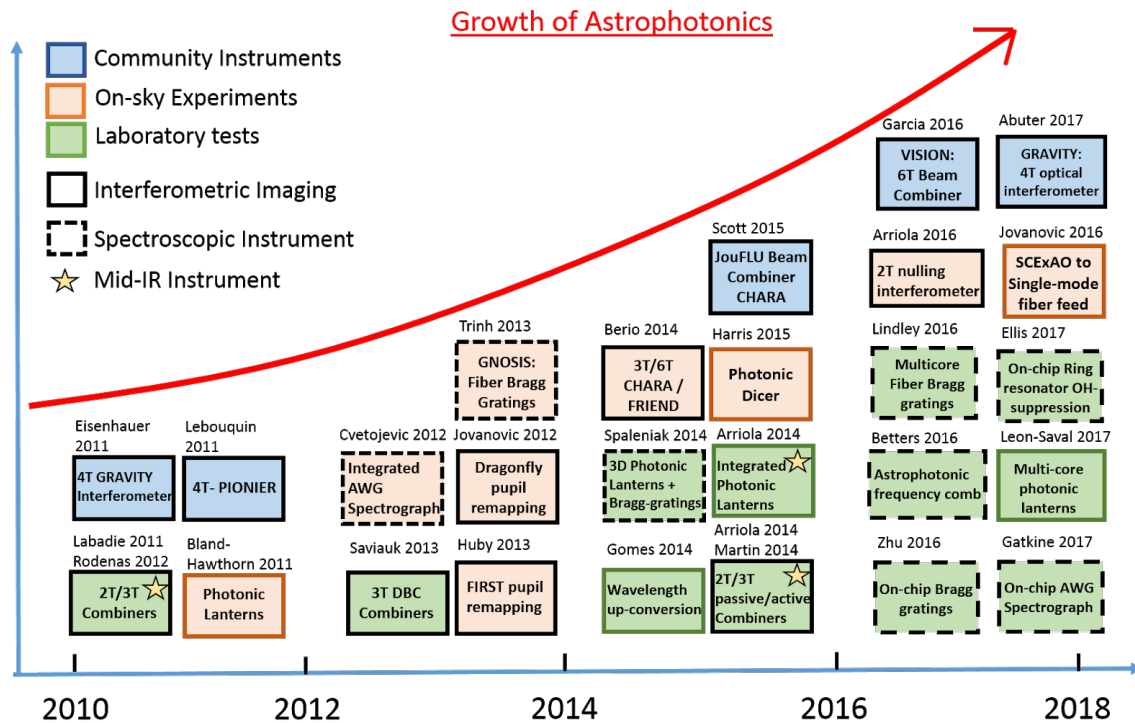 Growth of Astrophotonics
Community Instruments
On-sky Experiments
Laboratory tests
Interferometric Imaging
Spectroscopic Instrument
Mid-IR Instrument
Eisenhauer
2011
4T GRAVITY
Interferometer
Lebouquin
2011
4T- PIONIER
Labadie 2011
Rodenas 2012
2T/3T
Combiners
Bland-
Hawthorn 2011
Photonic
Lanterns
Trinh 2013
GNOSIS:
Fiber Bragg
Gratings
Cvetojevic 2012
Integrated
AWG
Spectrograph
Jovanovic 2012
Dragonfly
pupil
remapping
Saviauk 2013
3T DBC
Combiners
Huby 2013
FIRST pupil
remapping
Scott 2015
JouFLU Beam
Combiner
CHARA
Berio 2014
3T/6T
CHARA /
FRIEND
Harris 2015
Photonic
Dicer
Spaleniak 2014
3D Photonic
Lanterns +
Bragg-gratings
Arriola 2014
Integrated
Photonic
Lanterns
Gomes 2014
Wavelength
up-conversion
Arriola 2014
Martin 2014
2T/3T
passive/active
Combiners
Garcia 2016
VISION:
6T Beam
Combiner
Abuter 2017
GRAVITY:
4T optical
interferometer
Arriola 2016
2T nulling
interferometer
Jovanovic 2016
SCExAO to
Single-mode
fiber feed
Lindley 2016
Multicore
Fiber Bragg
gratings
Ellis 2017
On-chip Ring
resonator OH-
suppression
Betters 2016
Astrophotonic
frequency comb
Leon-Saval 2017
Multi-core
photonic
lanterns
Zhu 2016
On-chip Bragg
gratings
Gatkine 2017
On-chip AWG
Spectrograph
2010
2012
2014
2016
2018